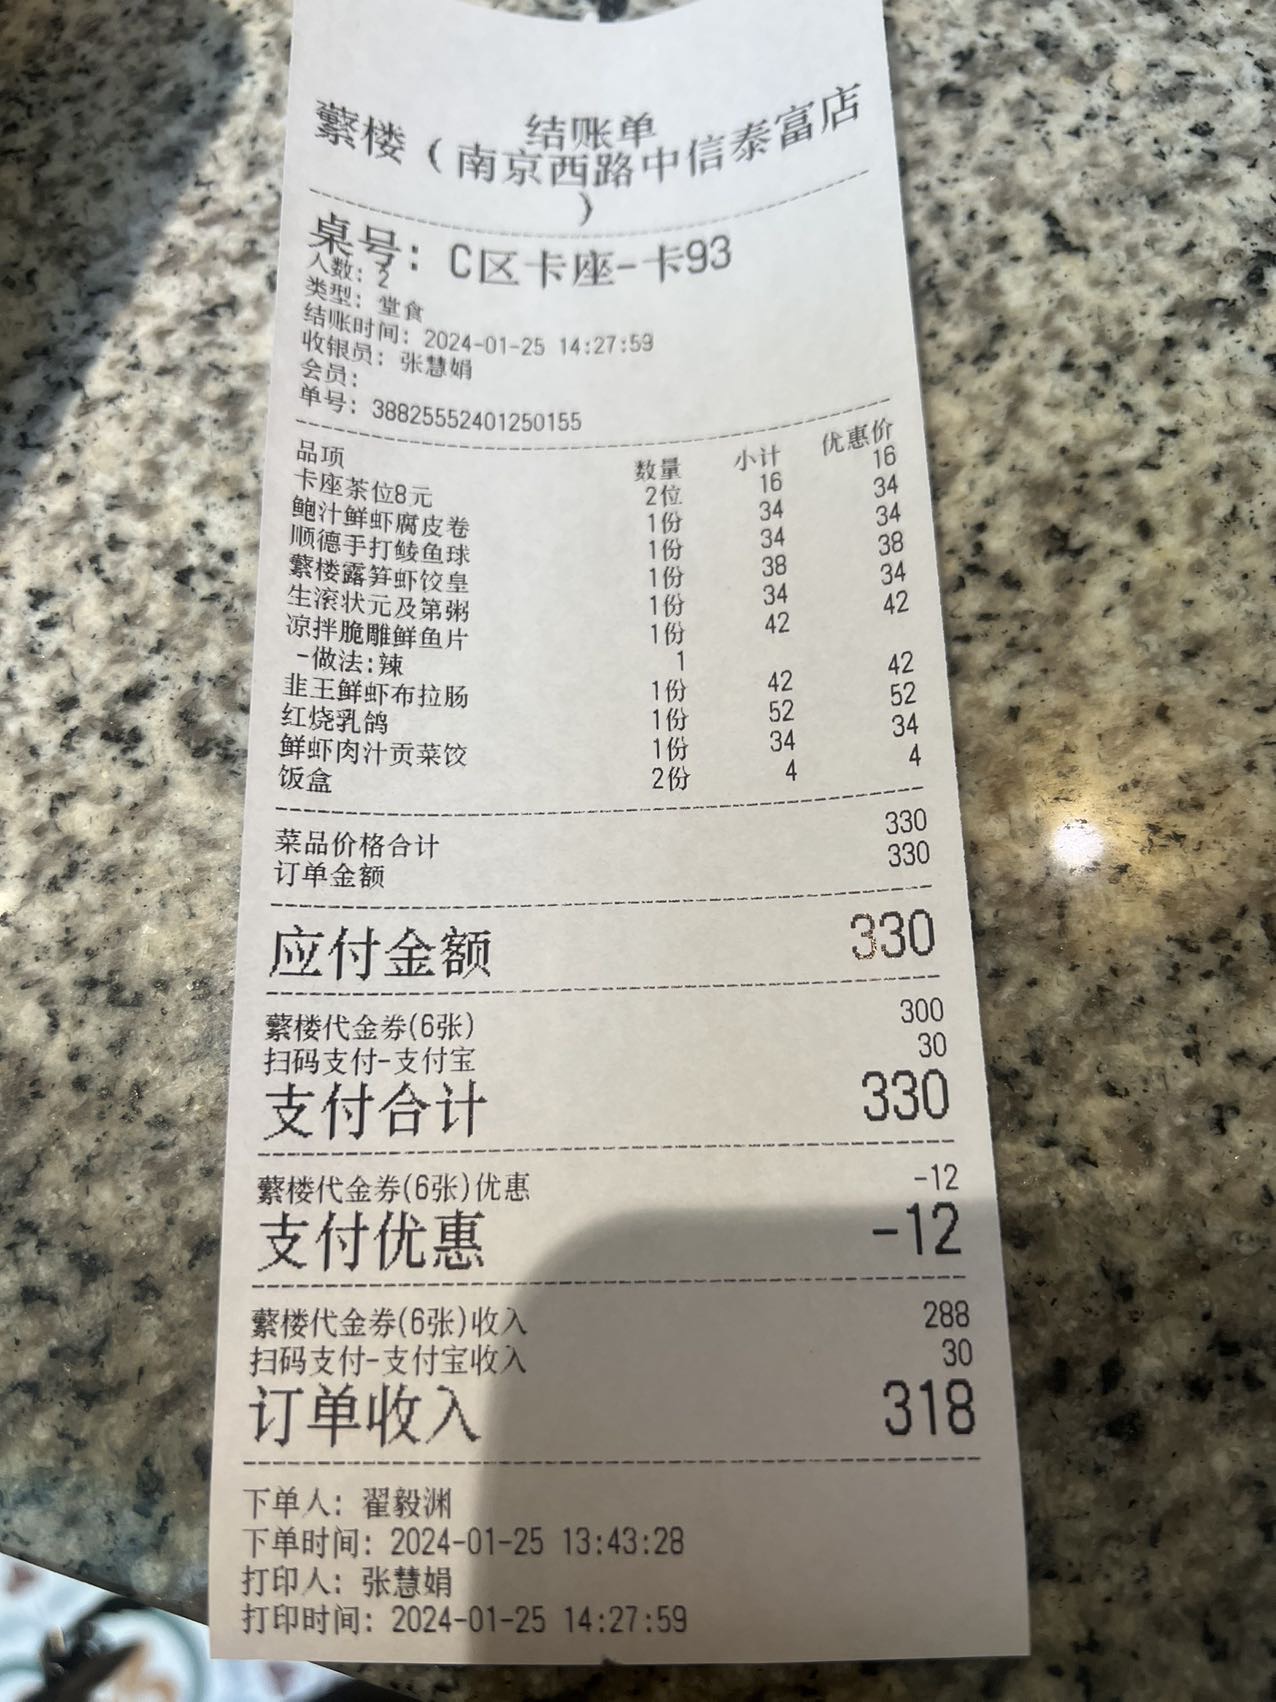 结账单
蘩楼（南京西路中信泰富店
）
桌号：C区卡座-卡93
人数：2
类型：堂食
结账时间：2024-01-25 14:27:59
收银员：张慧娟
会员：
单号：388255552401250155
品项 数量 小计 优惠价
卡座茶位8元 2位 16 16
鲍汁鲜虾腐皮卷 1份 34 34
顺德手打鲮鱼球 1份 34 34
蘩楼露笋虾饺皇 1份 38 38
生滚状元及第粥 1份 34 34
凉拌脆雕鲜鱼片 1份 42 42
-做法:辣 1
韭王鲜虾布拉肠 1份 42 42
红烧乳鸽 1份 52 52
鲜虾肉汁贡菜饺 1份 34 34
饭盒 2份 4 4
菜品价格合计 330
订单金额 330
应付金额 330
蘩楼代金券(6张) 300
扫码支付-支付宝 30
支付合计 330
蘩楼代金券(6张)优惠 -12
支付优惠 -12
蘩楼代金券(6张)收入 288
扫码支付-支付宝收入 30
订单收入 318
下单人：翟毅渊
下单时间：2024-01-25 13:43:28
打印人：张慧娟
打印时间：2024-01-25 14:27:59